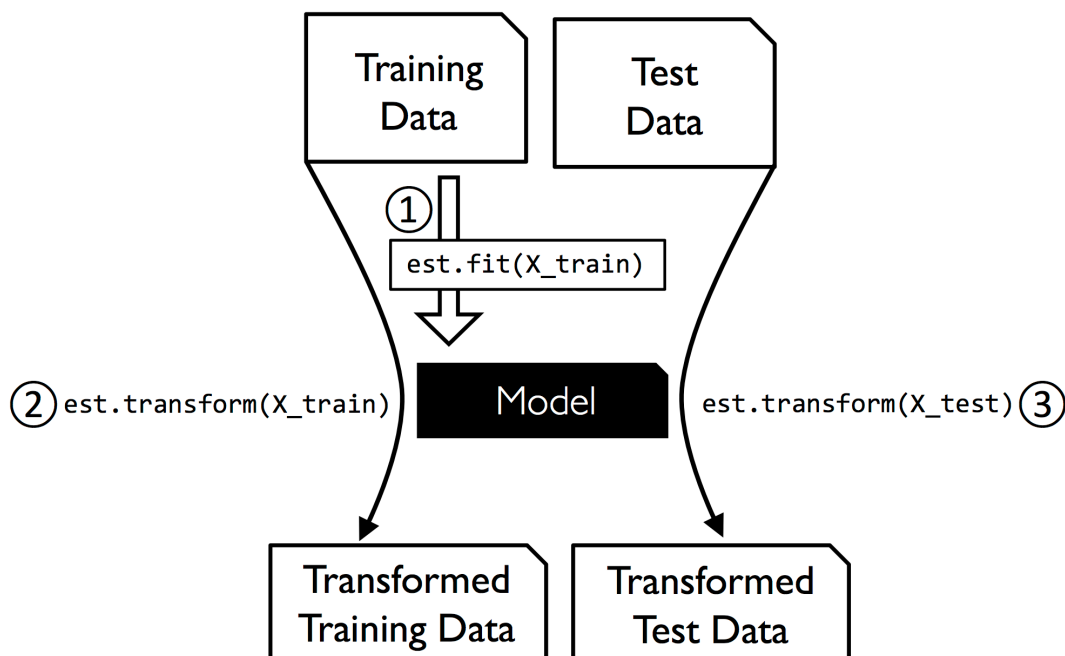 Training
Data
Test
Data
1
est.fit(X_train)
2
est.transform(X_train)
Model
est.transform(X_test)
3
Transformed
Training Data
Transformed
Test Data